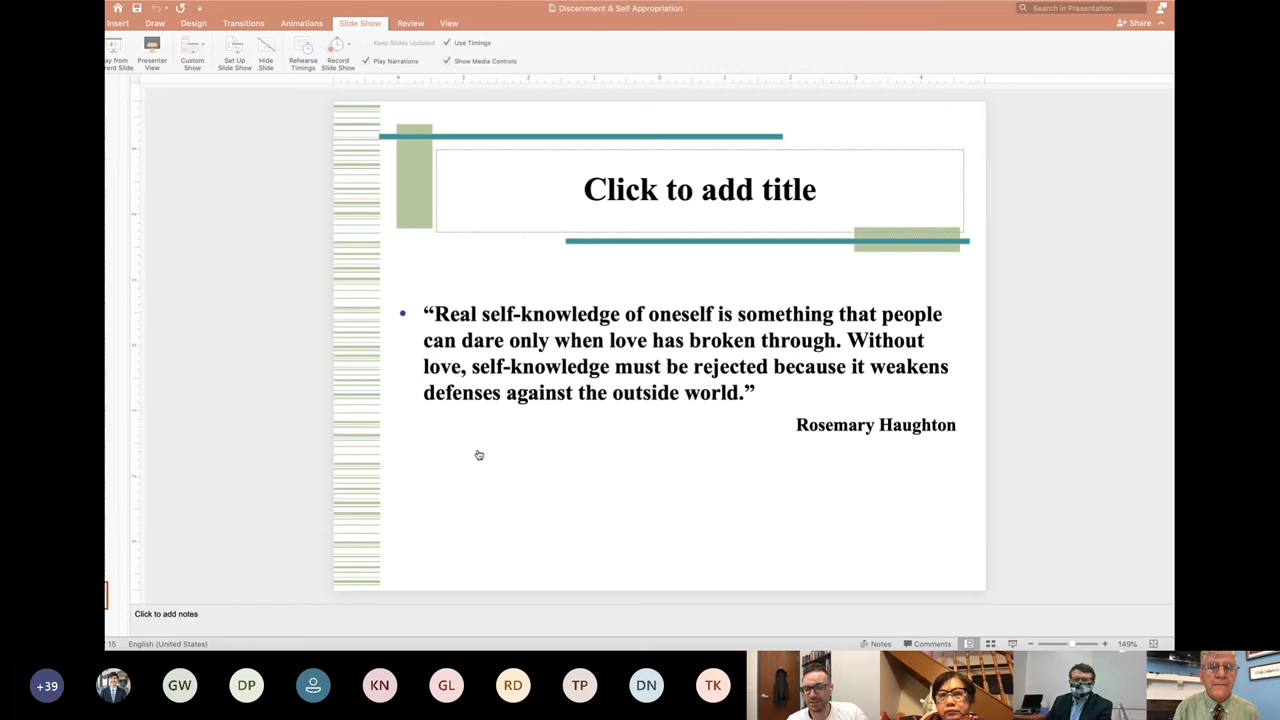 Discernment & Self Appropriation
Search in Presentation
Insert Draw Design Transitions Animations Slide Show Review View
Share
Presenter View
Custom Show
Set Up Slide Show
Hide Slide
Rehearse Timings
Record Slide Show
Keep Slides Updated
Play Narrations
Use Timings
Show Media Controls
Click to add title
• “Real self-knowledge of oneself is something that people
can dare only when love has broken through. Without
love, self-knowledge must be rejected because it weakens
defenses against the outside world.”
Rosemary Haughton
Click to add notes
15 English (United States)
Notes Comments 149%
+39 GW DP KN GL RD TP DN TK